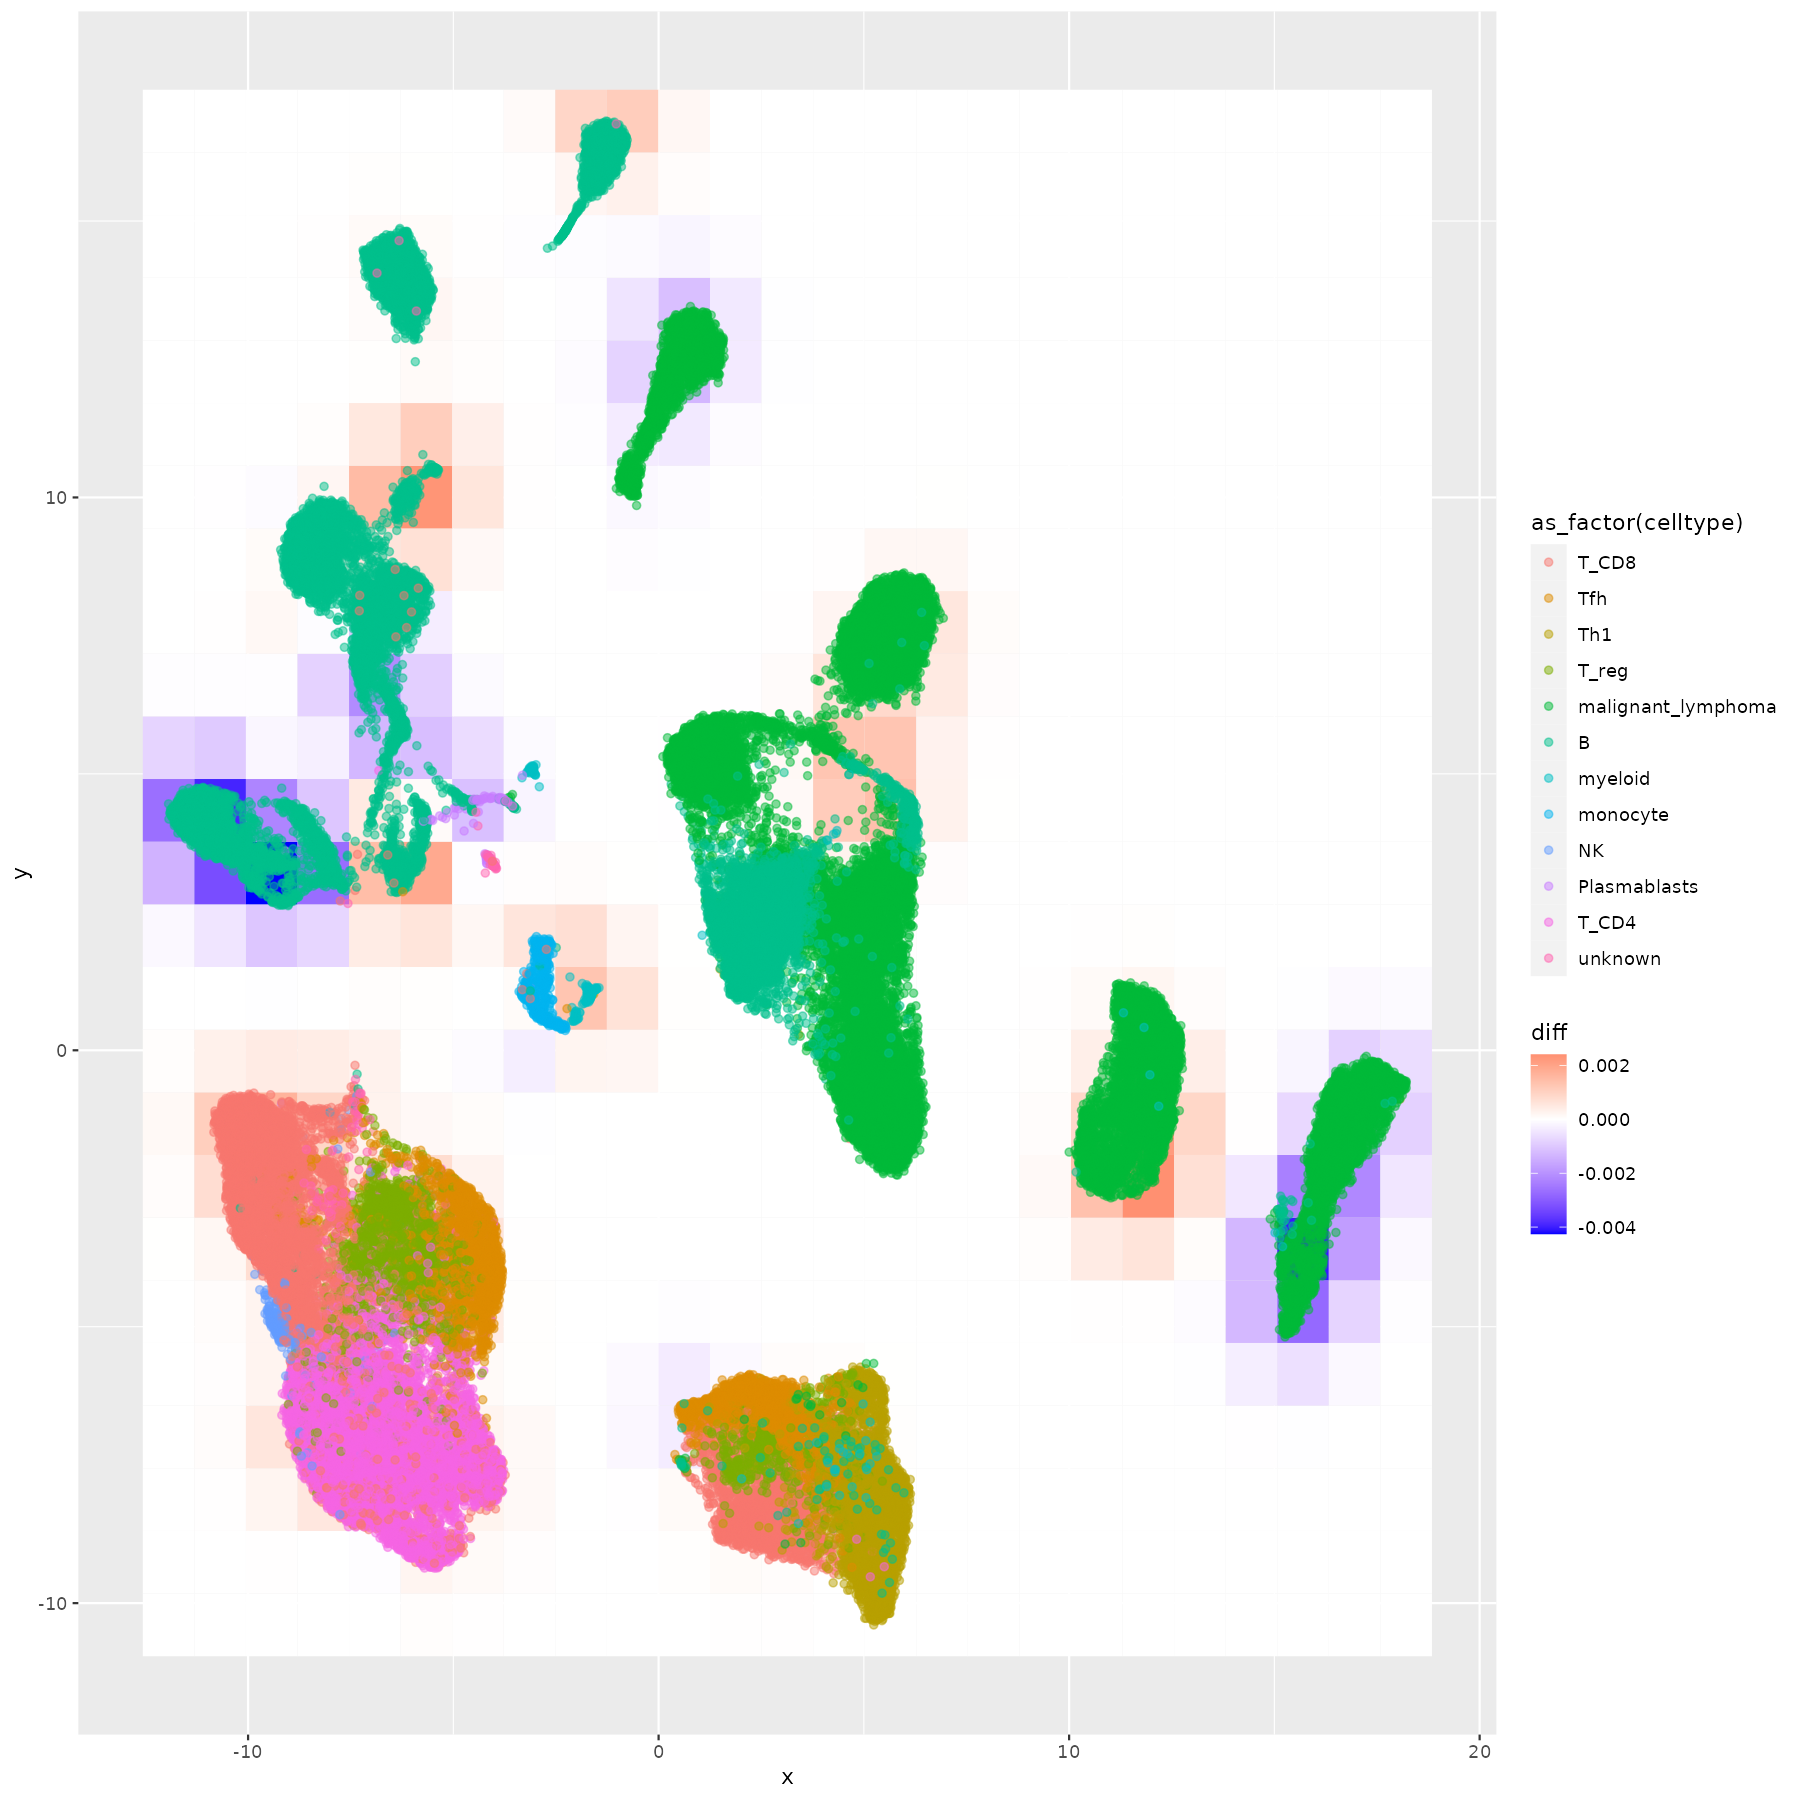 10
0
-10
y
-10
0
10
20
x
as_factor(celltype)
T_CD8
Tfh
Th1
T_reg
malignant_lymphoma
B
myeloid
monocyte
NK
Plasmablasts
T_CD4
unknown
diff
0.002
0.000
-0.002
-0.004